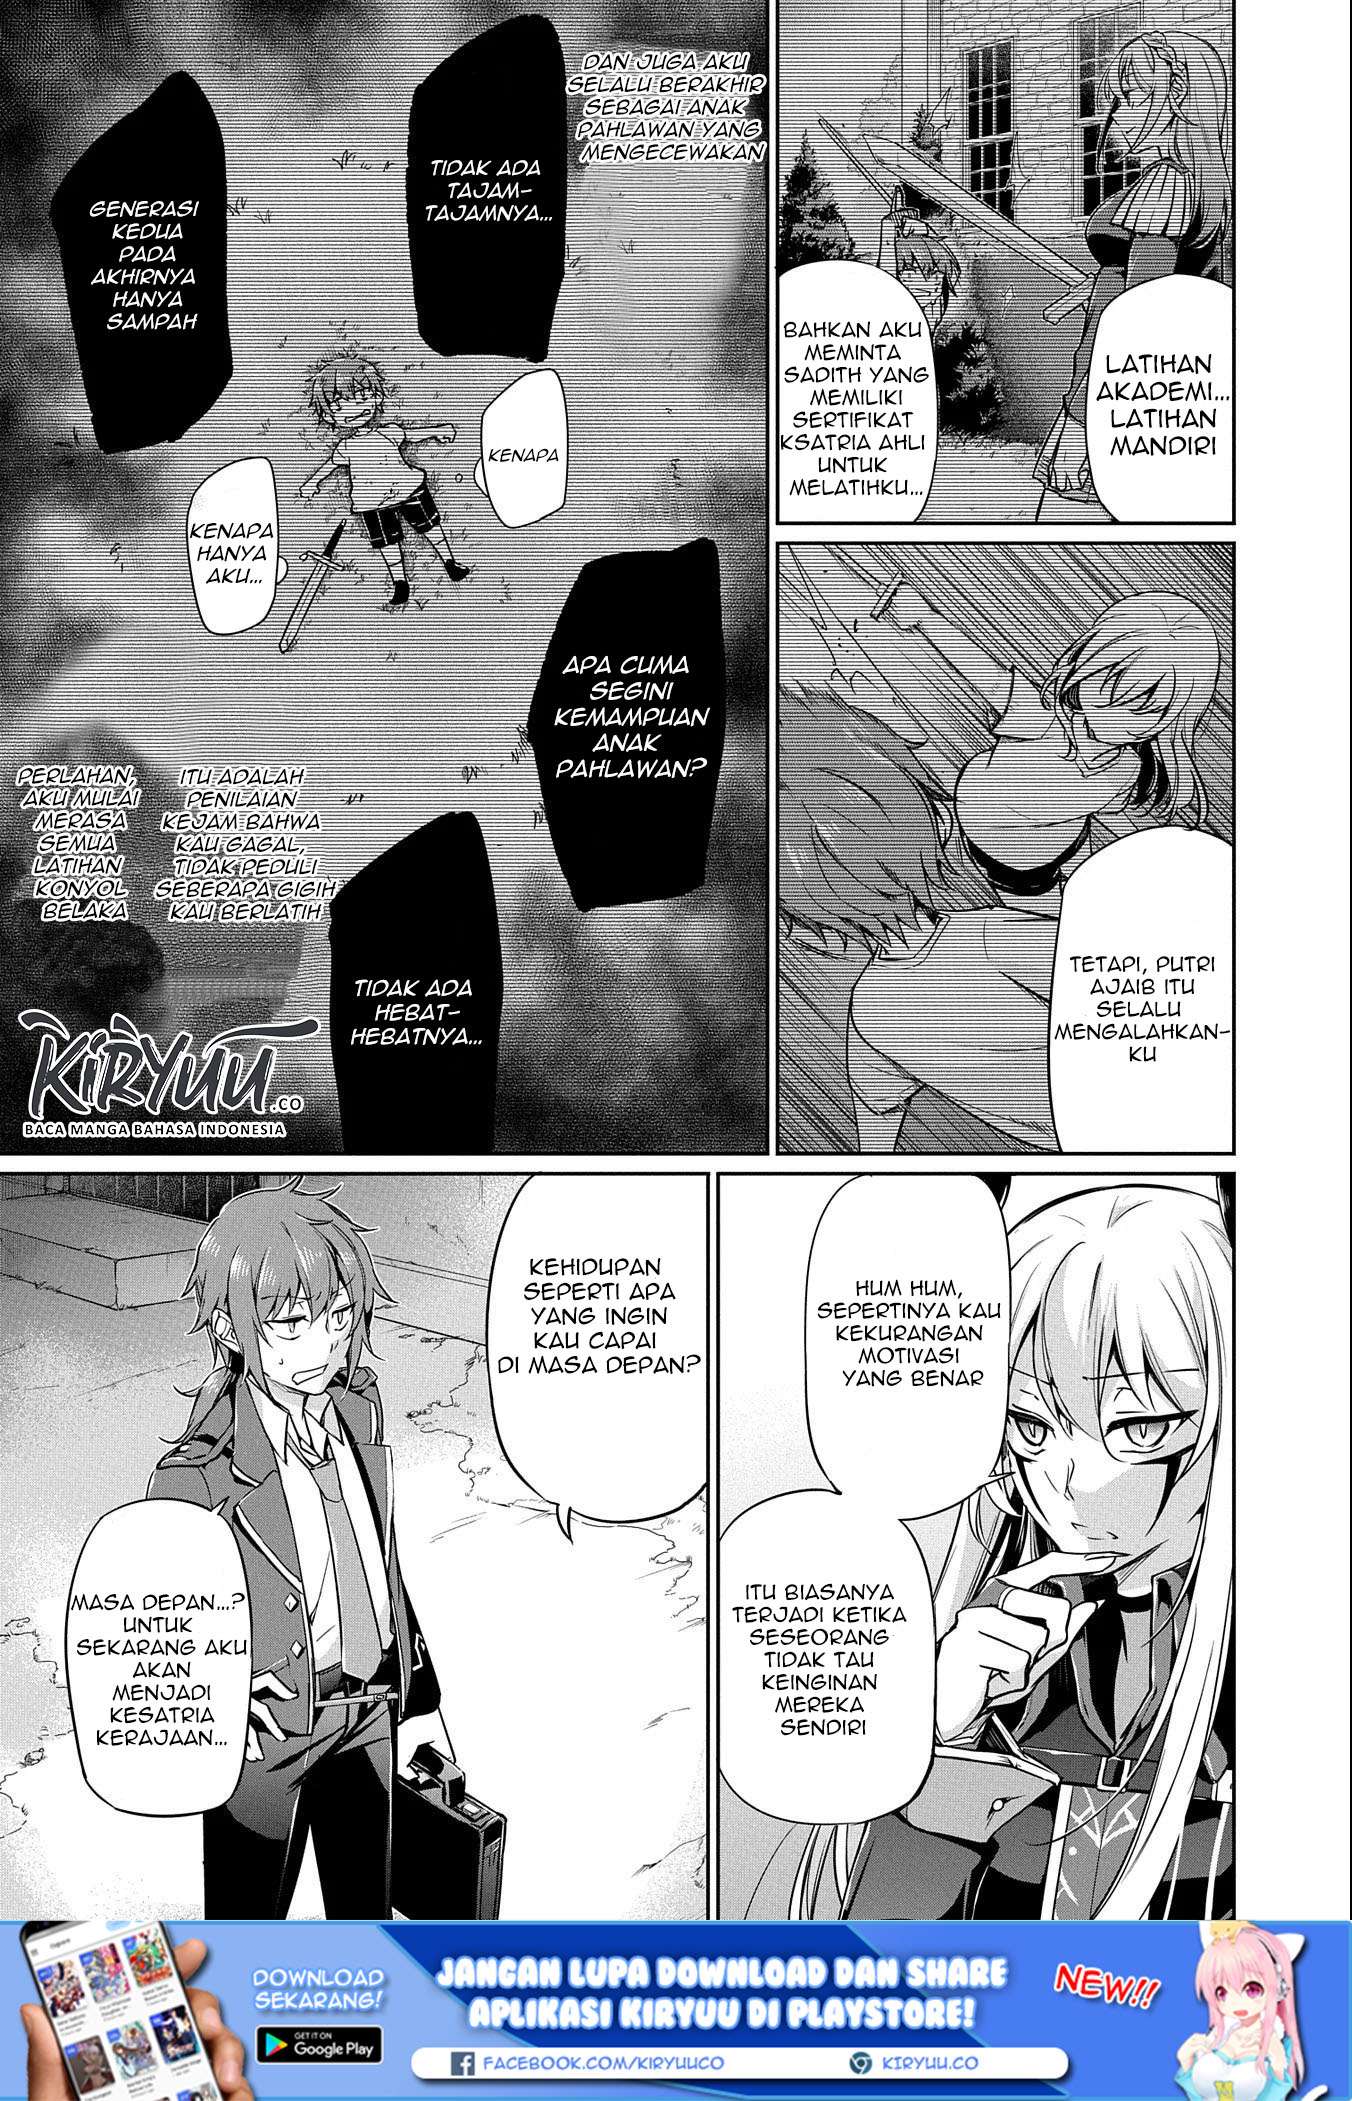 LATIHAN
AKADEMI...
LATIHAN
MANDIRI
BAHKAN AKU
MEMINTA
SADITH YANG
MEMILIKI
SERTIFIKAT
KSATRIA AHLI
UNTUK
MELATIHKU...
TETAPI, PUTRI
AJAIB ITU
SELALU
MENGALAHKAN-
KU
DAN JUGA AKU
SELALU BERAKHIR
SEBAGAI ANAK
PAHLAWAN YANG
MENGECEWAKAN
TIDAK ADA
TAJAM-
TAJAMNYA...
GENERASI
KEDUA
PADA
AKHIRNYA
HANYA
SAMPAH
KENAPA
KENAPA
HANYA
AKU...
APA CUMA
SEGINI
KEMAMPUAN
ANAK
PAHLAWAN?
ITU ADALAH
PENILAIAN
KEJAM BAHWA
KAU GAGAL,
TIDAK PEDULI
SEBERAPA GIGIH
KAU BERLATIH
PERLAHAN,
AKU MULAI
MERASA
SEMUA
LATIHAN
KONYOL
BELAKA
TIDAK ADA
HEBAT-
HEBATNYA...
KIRYUU.CO
BACA MANGA BAHASA INDONESIA
HUM HUM,
SEPERTINYA KAU
KEKURANGAN
MOTIVASI
YANG BENAR
ITU BIASANYA
TERJADI KETIKA
SESEORANG
TIDAK TAU
KEINGINAN
MEREKA
SENDIRI
KEHIDUPAN
SEPERTI APA
YANG INGIN
KAU CAPAI
DI MASA DEPAN?
MASA DEPAN...?
UNTUK
SEKARANG AKU
AKAN
MENJADI
KESATRIA
KERAJAAN...
DOWNLOAD
SEKARANG!
GET IT ON
Google Play
JANGAN LUPA DOWNLOAD DAN SHARE
APLIKASI KIRYUU DI PLAYSTORE!
NEW!!
FACEBOOK.COM/KIRYUUCO
KIRYUU.CO